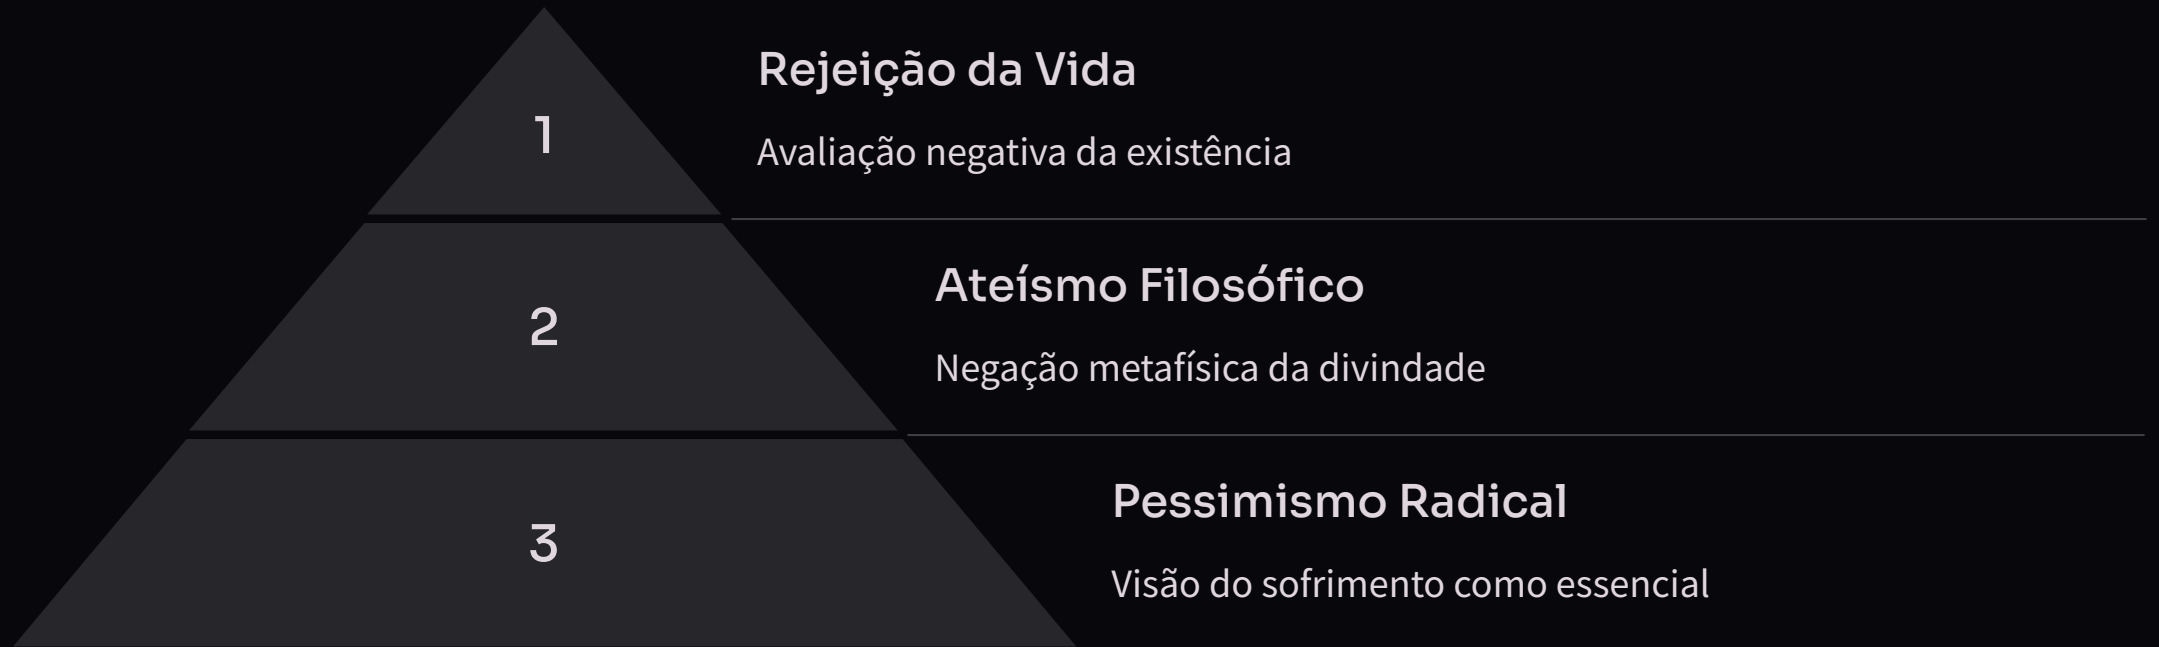 1
Rejeição da Vida
Avaliação negativa da existência
2
Ateísmo Filosófico
Negação metafísica da divindade
3
Pessimismo Radical
Visão do sofrimento como essencial